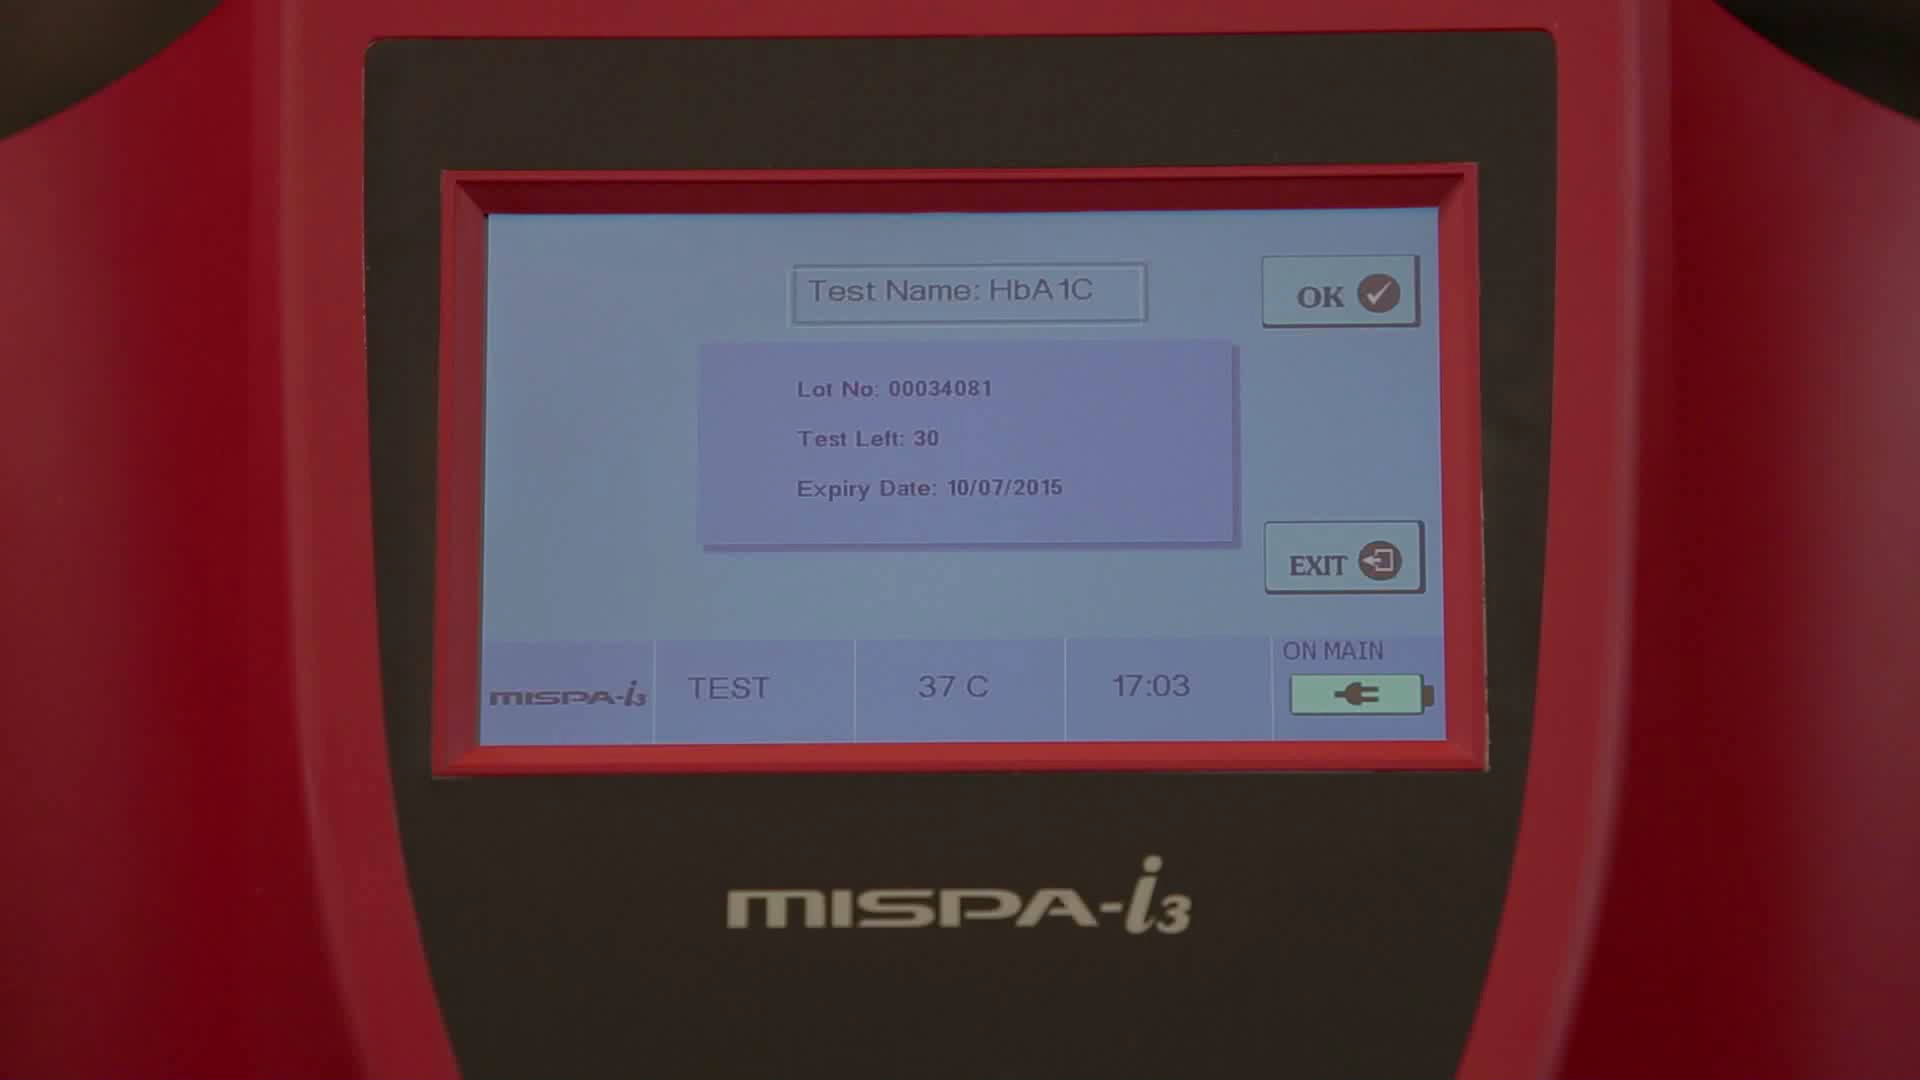 Test Name: HbA1C
OK
Lot No: 00034081
Test Left: 30
Expiry Date: 10/07/2015
EXIT
ON MAIN
MISPA-i3 TEST 37 C 17:03
MISPA-i3